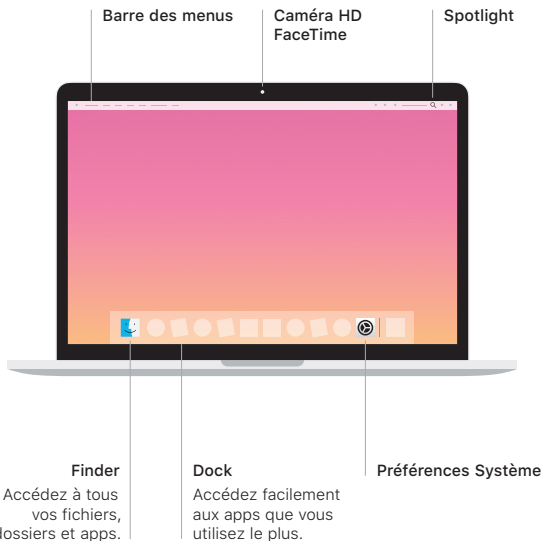 Barre des menus
Caméra HD
FaceTime
Spotlight
Finder
Accédez à tous
vos fichiers,
dossiers et apps.
Dock
Accédez facilement
aux apps que vous
utilisez le plus.
Préférences Système